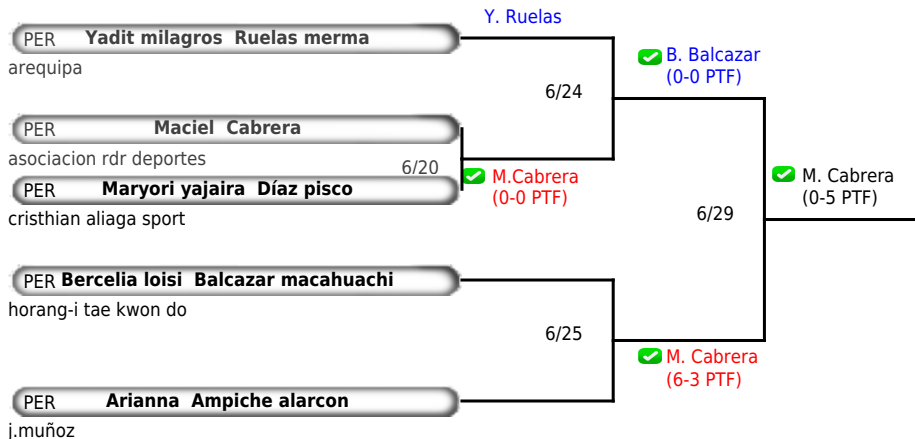 Y. Ruelas
PER Yadit milagros Ruelas merma
arequipa
B. Balcazar
(0-0 PTF)
6/24
PER Maciel Cabrera
asociacion rdr deportes
6/20
M.Cabrera
(0-0 PTF)
PER Maryori yajaira Díaz pisco
cristhian aliaga sport
M. Cabrera
(0-5 PTF)
6/29
PER Bercelia loisi Balcazar macahuachi
horang-i tae kwon do
6/25
M. Cabrera
(6-3 PTF)
PER Arianna Ampiche alarcon
j.muñoz